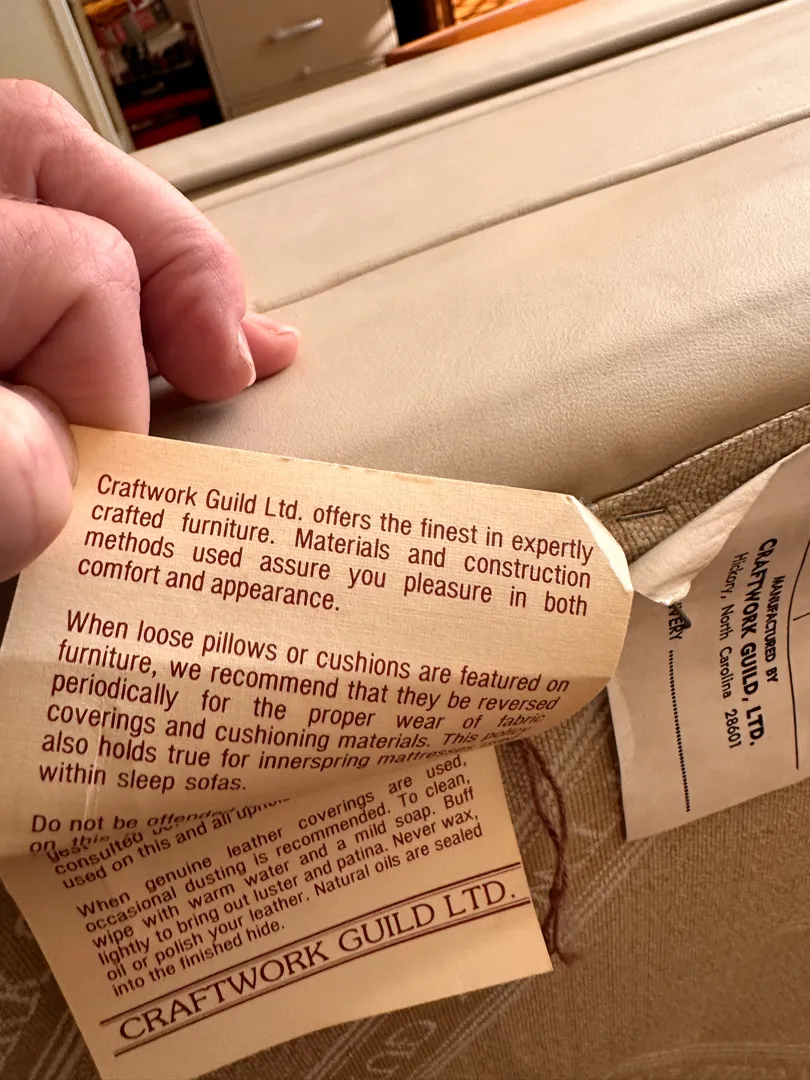 Craftwork Guild Ltd. offers the finest in expertly
crafted furniture. Materials and construction
methods used assure you pleasure in both
comfort and appearance.
When loose pillows or cushions are featured on
furniture, we recommend that they be reversed
periodically for the proper wear of fabric
coverings and cushioning materials. This policy
also holds true for innerspring mattresses
within sleep sofas.
Do not be offended
on this
consulted
used on this and all
When genuine leather coverings are used,
occasional dusting is recommended. To clean,
wipe with warm water and a mild soap. Buff
lightly to bring out luster and patina. Never wax,
oil or polish your leather. Natural oils are sealed
into the finished hide.
CRAFTWORK GUILD LTD.
MANUFACTURED BY
CRAFTWORK GUILD, LTD.
Hickory, North Carolina 28601